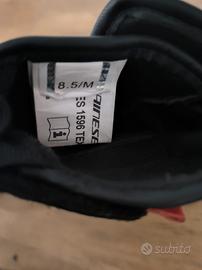 8.5/M
DAINESE
ES 1596 TEX
subito